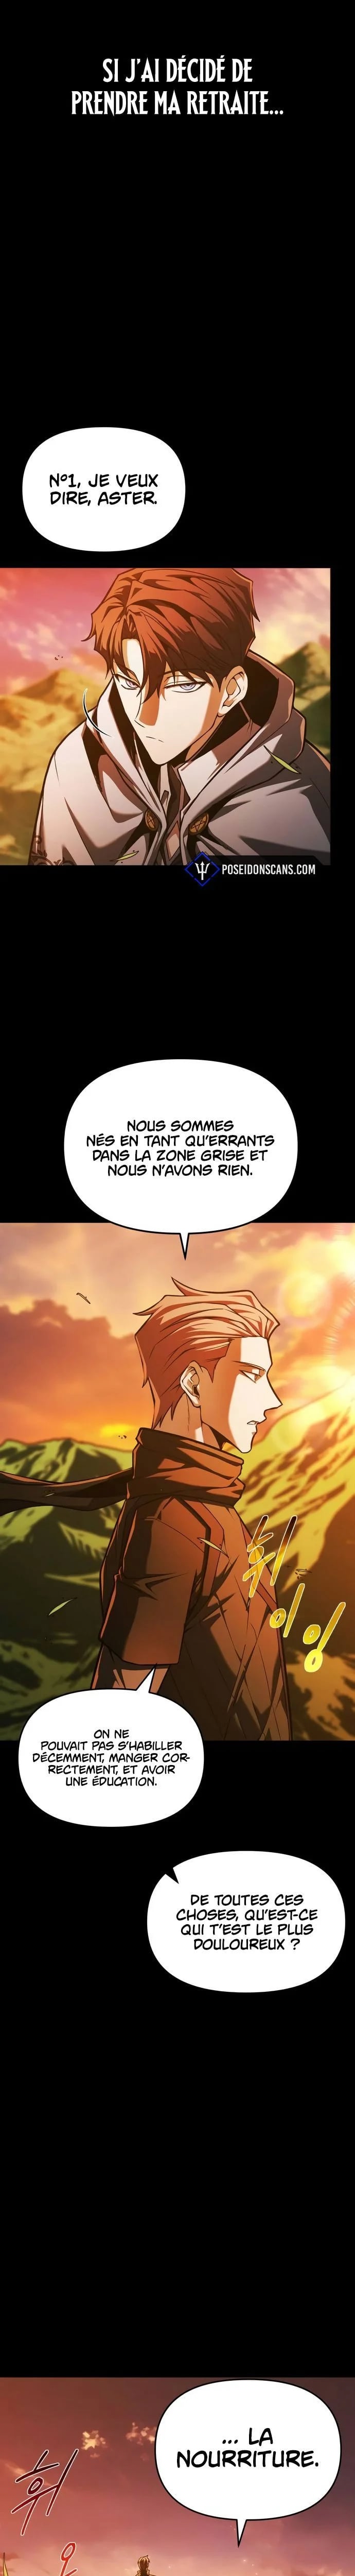 SI J'AI DÉCIDÉ DE
PRENDRE MA RETRAITE...
N°1, JE VEUX
DIRE, ASTER.
POSEIDONSCANS.COM
NOUS SOMMES
NÉS EN TANT QU'ERRANTS
DANS LA ZONE GRISE ET
NOUS N'AVONS RIEN.
휘이잉
ON NE
POUVAIT PAS S'HABILLER
DÉCEMMENT, MANGER COR-
RECTEMENT, ET AVOIR
UNE ÉDUCATION.
DE TOUTES CES
CHOSES, QU'EST-CE
QUI T'EST LE PLUS
DOULOUREUX ?
... LA
NOURRITURE.
휘